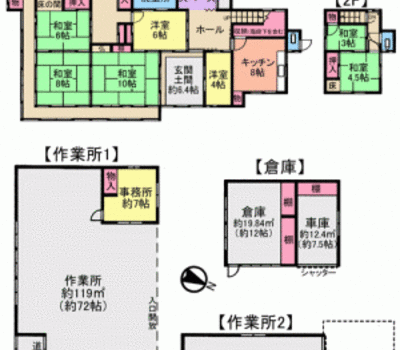 【2F】
物
床の間
押入
和室
6帖
洋室
6帖
ホール
物
和室
3帖
和室
8帖
和室
10帖
玄関
土間
約6.4帖
洋室
4帖
キッチン
8帖
物
押入
床
和室
4.5帖
【作業所1】
物入
事務所
約7帖
作業所
約119㎡
(約72帖)
入口開放
【倉庫】
棚
棚
棚
倉庫
約19.84㎡
(約12帖)
車庫
約12.4㎡
(約7.5帖)
シャッター
【作業所2】
道